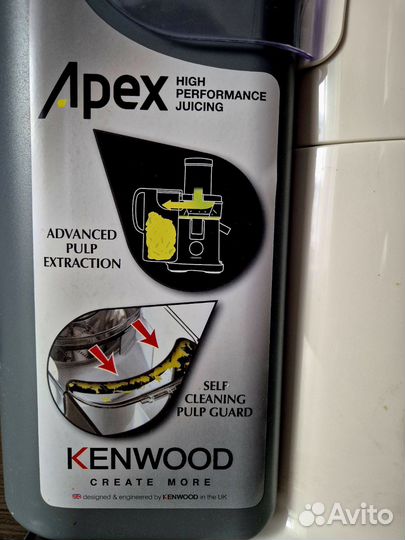 Apex HIGH
PERFORMANCE
JUICING
ADVANCED
PULP
EXTRACTION
SELF
CLEANING
PULP GUARD
KENWOOD
CREATE MORE
designed & engineered by KENWOOD in the UK
Avito